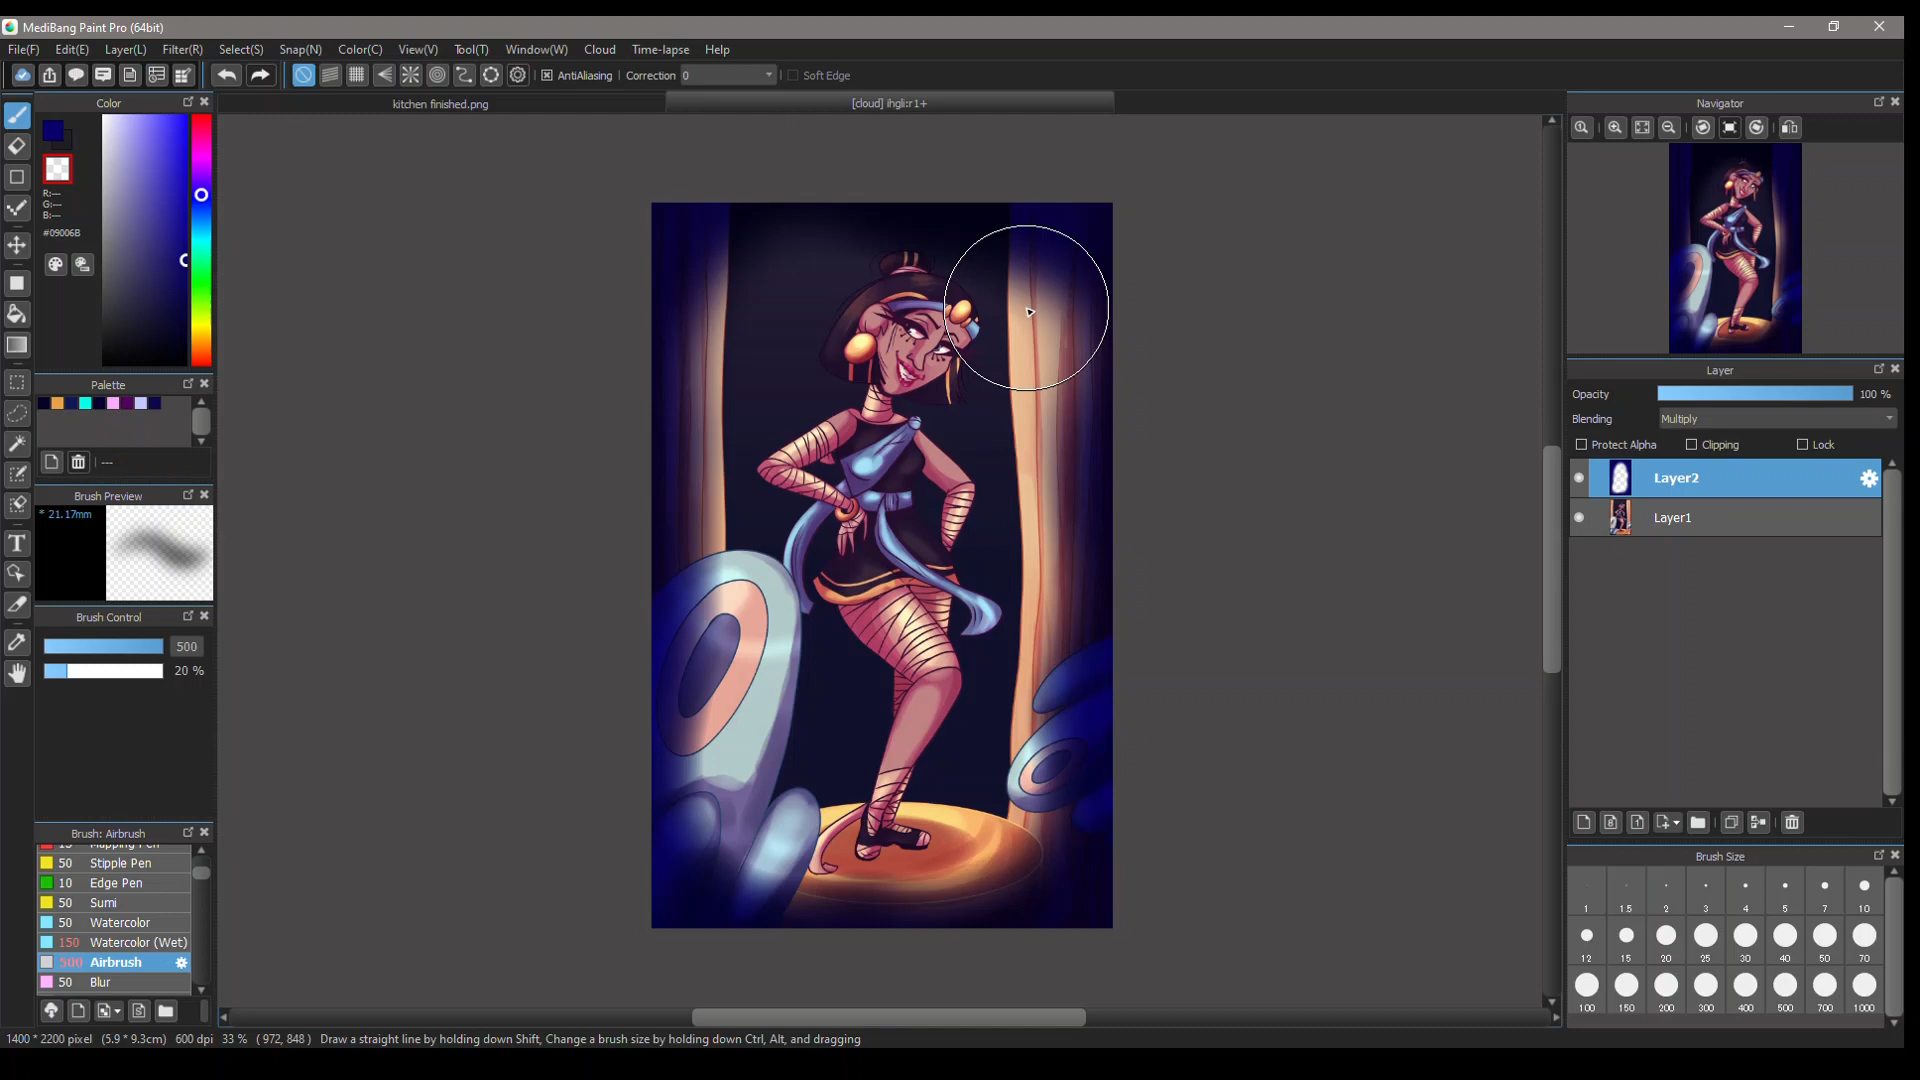 MediBang Paint Pro (64bit)
File(F) Edit(E) Layer(L) Filter(R) Select(S) Snap(N) Color(C) View(V) Tool(T) Window(W) Cloud Time-lapse Help
AntiAliasing Correction 0 Soft Edge
Color
kitchen finished.png
[cloud] ihgli:r1+
Navigator
R:---
G:---
B:---
#09006B
Palette
---
Brush Preview
* 21.17mm
Brush Control
500
20 %
Brush: Airbrush
50 Stipple Pen
10 Edge Pen
50 Sumi
50 Watercolor
150 Watercolor (Wet)
500 Airbrush
50 Blur
Layer
Opacity 100 %
Blending Multiply
Protect Alpha Clipping Lock
Layer2
Layer1
Brush Size
1 1.5 2 3 4 5 7 10
12 15 20 25 30 40 50 70
100 150 200 300 400 500 700 1000
1400 * 2200 pixel (5.9 * 9.3cm) 600 dpi 33 % ( 972, 848 ) Draw a straight line by holding down Shift, Change a brush size by holding down Ctrl, Alt, and dragging